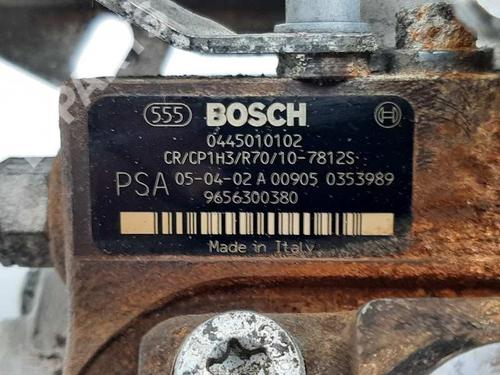 555 BOSCH
0445010102
CR/CP1H3/R70/10-7812S
PSA 05-04-02 A 00905 0353989
9656300380
Made in Italy